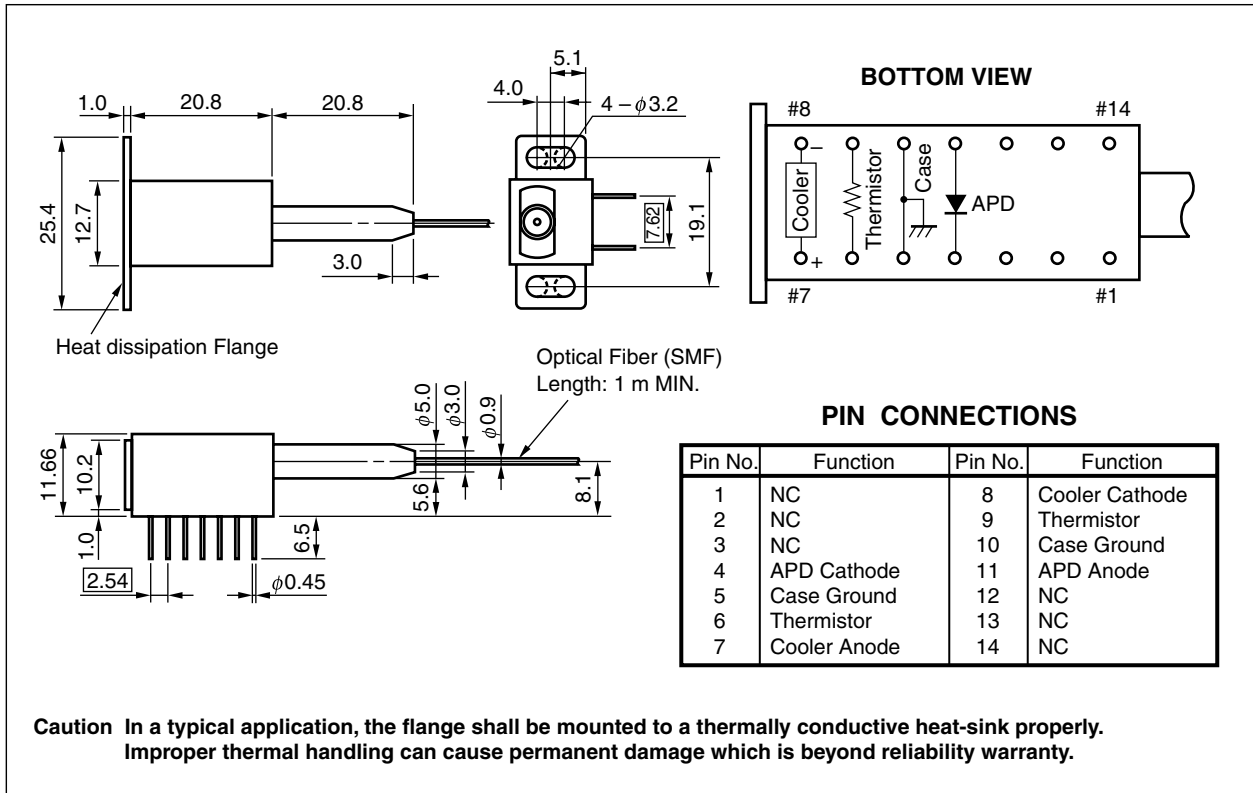 1.0
20.8
20.8
25.4
12.7
3.0
Heat dissipation Flange
5.1
4.0
4 – ϕ3.2
7.62
19.1
BOTTOM VIEW
#8
#14
–
Cooler
+
Thermistor
Case
APD
#7
#1
Optical Fiber (SMF)
Length: 1 m MIN.
11.66
10.2
1.0
2.54
6.5
ϕ0.45
ϕ5.0
ϕ3.0
ϕ0.9
5.6
8.1
PIN CONNECTIONS
Pin No. Function Pin No. Function
1 NC 8 Cooler Cathode
2 NC 9 Thermistor
3 NC 10 Case Ground
4 APD Cathode 11 APD Anode
5 Case Ground 12 NC
6 Thermistor 13 NC
7 Cooler Anode 14 NC
Caution In a typical application, the flange shall be mounted to a thermally conductive heat-sink properly.
Improper thermal handling can cause permanent damage which is beyond reliability warranty.